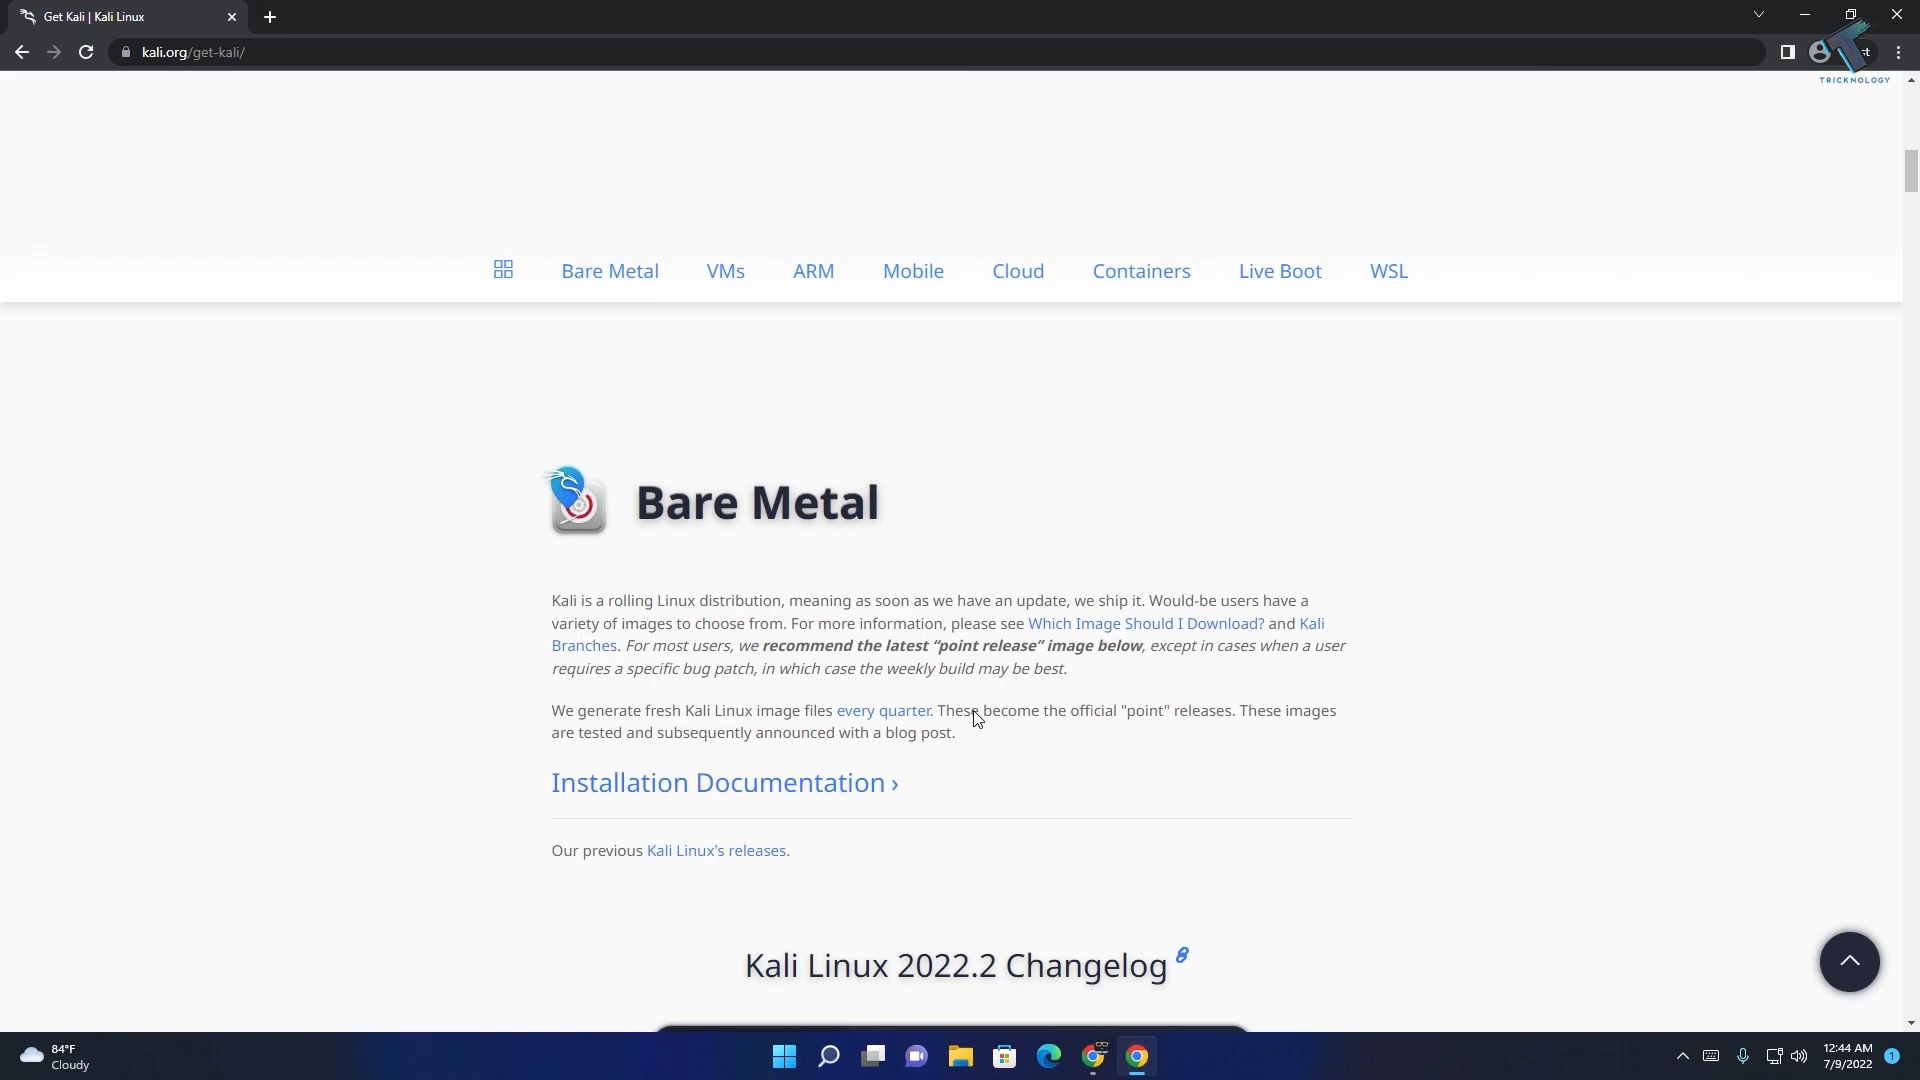 Get Kali | Kali Linux
kali.org/get-kali/
st
TRICKNOLOGY
Bare Metal VMs ARM Mobile Cloud Containers Live Boot WSL
Bare Metal
Kali is a rolling Linux distribution, meaning as soon as we have an update, we ship it. Would-be users have a
variety of images to choose from. For more information, please see Which Image Should I Download? and Kali
Branches. For most users, we recommend the latest “point release” image below, except in cases when a user
requires a specific bug patch, in which case the weekly build may be best.
We generate fresh Kali Linux image files every quarter. These become the official "point" releases. These images
are tested and subsequently announced with a blog post.
Installation Documentation ›
Our previous Kali Linux's releases.
Kali Linux 2022.2 Changelog
84°F
Cloudy
12:44 AM
7/9/2022
1